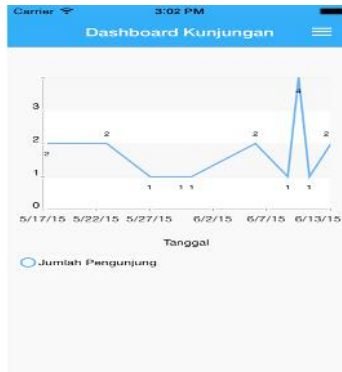 Carrier 3:02 PM
Dashboard Kunjungan
4
3
2 2 2 2
2
1
1 1 1 1 1
0
5/17/15 5/22/15 5/27/15 6/2/15 6/7/15 6/13/15
Tanggal
Jumlah Pengunjung